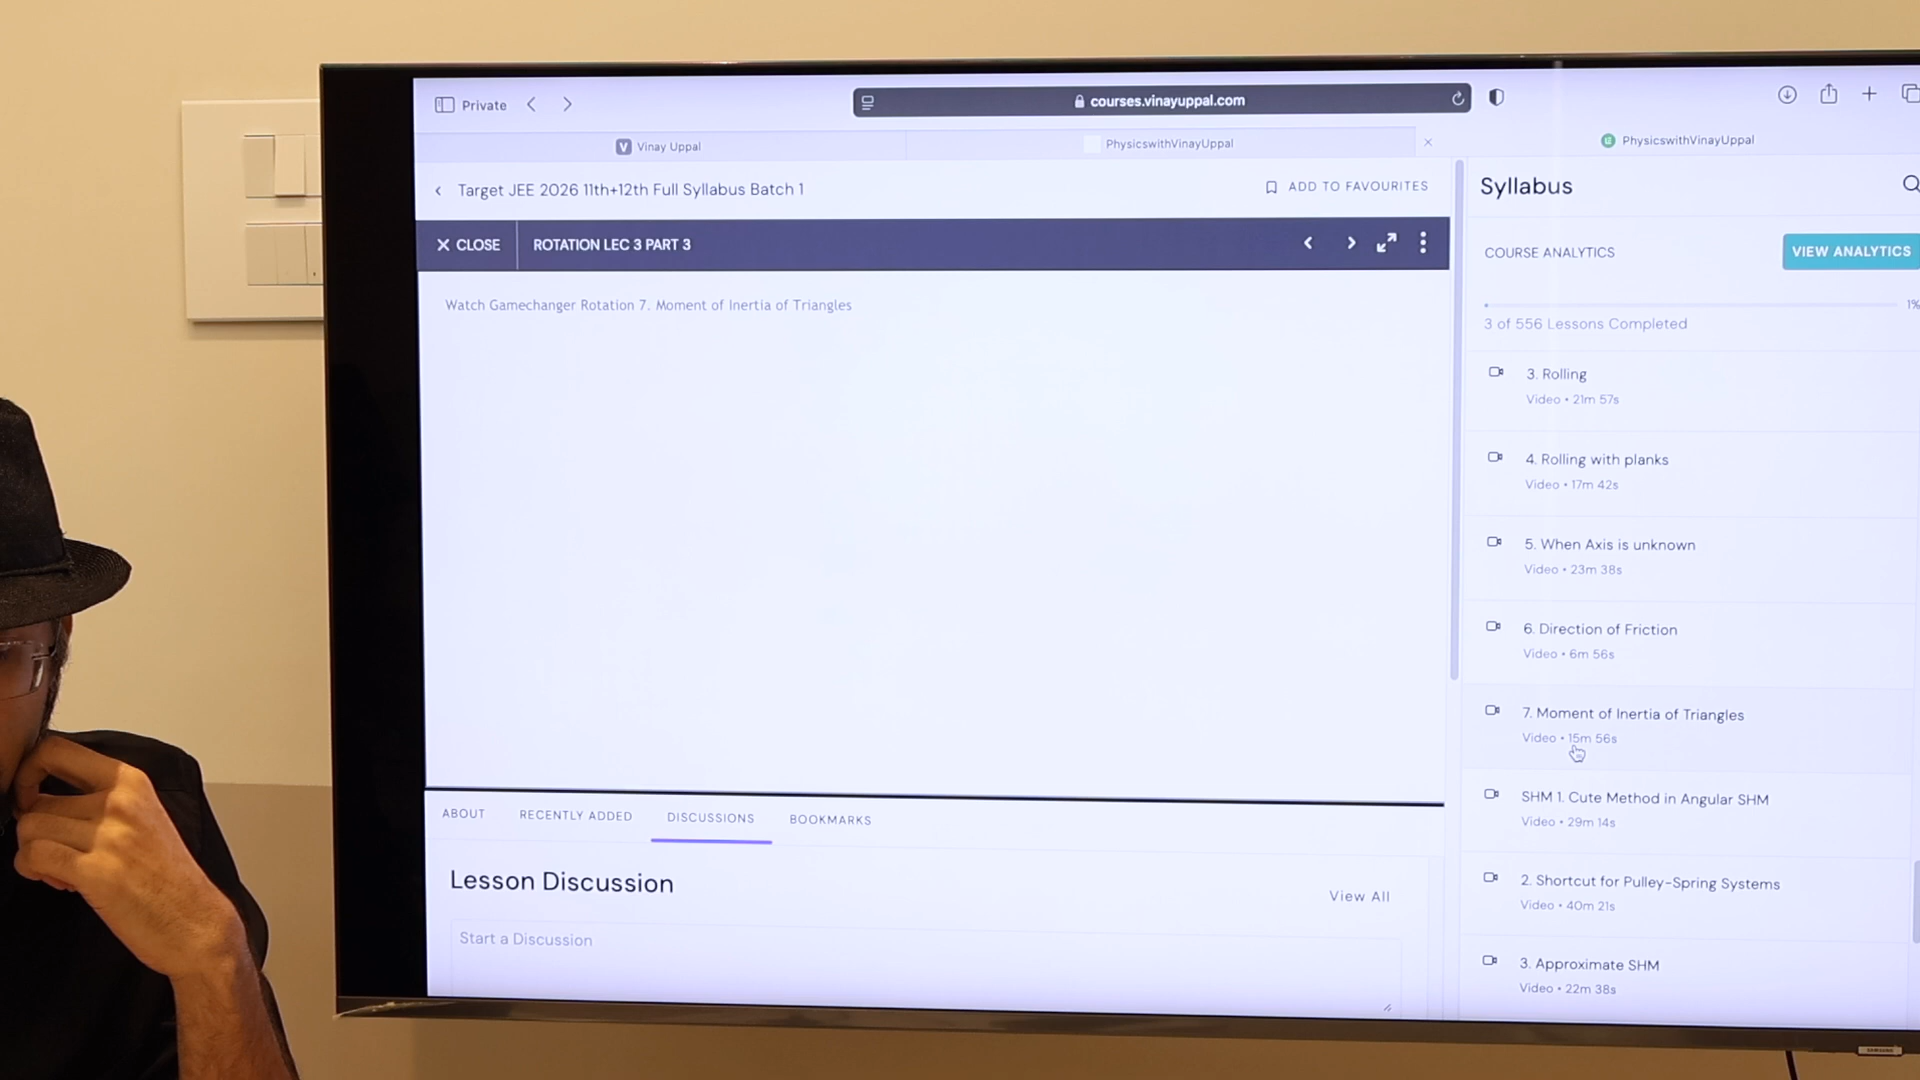 Private
courses.vinayuppal.com
V Vinay Uppal
PhysicswithVinayUppal
PhysicswithVinayUppal
Target JEE 2026 11th+12th Full Syllabus Batch 1
ADD TO FAVOURITES
CLOSE
ROTATION LEC 3 PART 3
Watch Gamechanger Rotation 7. Moment of Inertia of Triangles
ABOUT
RECENTLY ADDED
DISCUSSIONS
BOOKMARKS
Lesson Discussion
View All
Start a Discussion
Syllabus
COURSE ANALYTICS
VIEW ANALYTICS
1%
3 of 556 Lessons Completed
3. Rolling
Video • 21m 57s
4. Rolling with planks
Video • 17m 42s
5. When Axis is unknown
Video • 23m 38s
6. Direction of Friction
Video • 6m 56s
7. Moment of Inertia of Triangles
Video • 15m 56s
SHM 1. Cute Method in Angular SHM
Video • 29m 14s
2. Shortcut for Pulley-Spring Systems
Video • 40m 21s
3. Approximate SHM
Video • 22m 38s
SAMSUNG